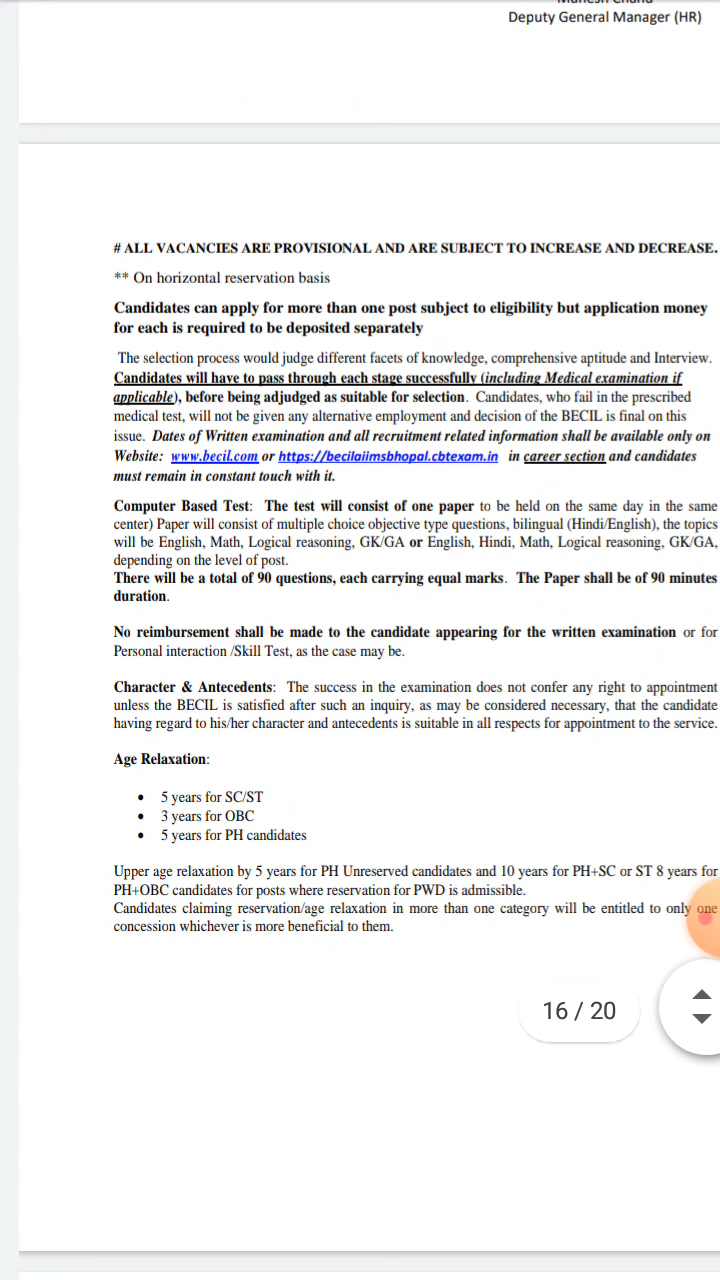 Deputy General Manager (HR)
# ALL VACANCIES ARE PROVISIONAL AND ARE SUBJECT TO INCREASE AND DECREASE.
** On horizontal reservation basis
Candidates can apply for more than one post subject to eligibility but application money
for each is required to be deposited separately
The selection process would judge different facets of knowledge, comprehensive aptitude and Interview.
Candidates will have to pass through each stage successfully (including Medical examination if
applicable), before being adjudged as suitable for selection. Candidates, who fail in the prescribed
medical test, will not be given any alternative employment and decision of the BECIL is final on this
issue. Dates of Written examination and all recruitment related information shall be available only on
Website: www.becil.com or https://becilaiimsbhopal.cbtexam.in in career section and candidates
must remain in constant touch with it.
Computer Based Test: The test will consist of one paper to be held on the same day in the same
center) Paper will consist of multiple choice objective type questions, bilingual (Hindi/English), the topics
will be English, Math, Logical reasoning, GK/GA or English, Hindi, Math, Logical reasoning, GK/GA,
depending on the level of post.
There will be a total of 90 questions, each carrying equal marks. The Paper shall be of 90 minutes
duration.
No reimbursement shall be made to the candidate appearing for the written examination or for
Personal interaction /Skill Test, as the case may be.
Character & Antecedents: The success in the examination does not confer any right to appointment
unless the BECIL is satisfied after such an inquiry, as may be considered necessary, that the candidate
having regard to his/her character and antecedents is suitable in all respects for appointment to the service.
Age Relaxation:
• 5 years for SC/ST
• 3 years for OBC
• 5 years for PH candidates
Upper age relaxation by 5 years for PH Unreserved candidates and 10 years for PH+SC or ST 8 years for
PH+OBC candidates for posts where reservation for PWD is admissible.
Candidates claiming reservation/age relaxation in more than one category will be entitled to only one
concession whichever is more beneficial to them.
16 / 20